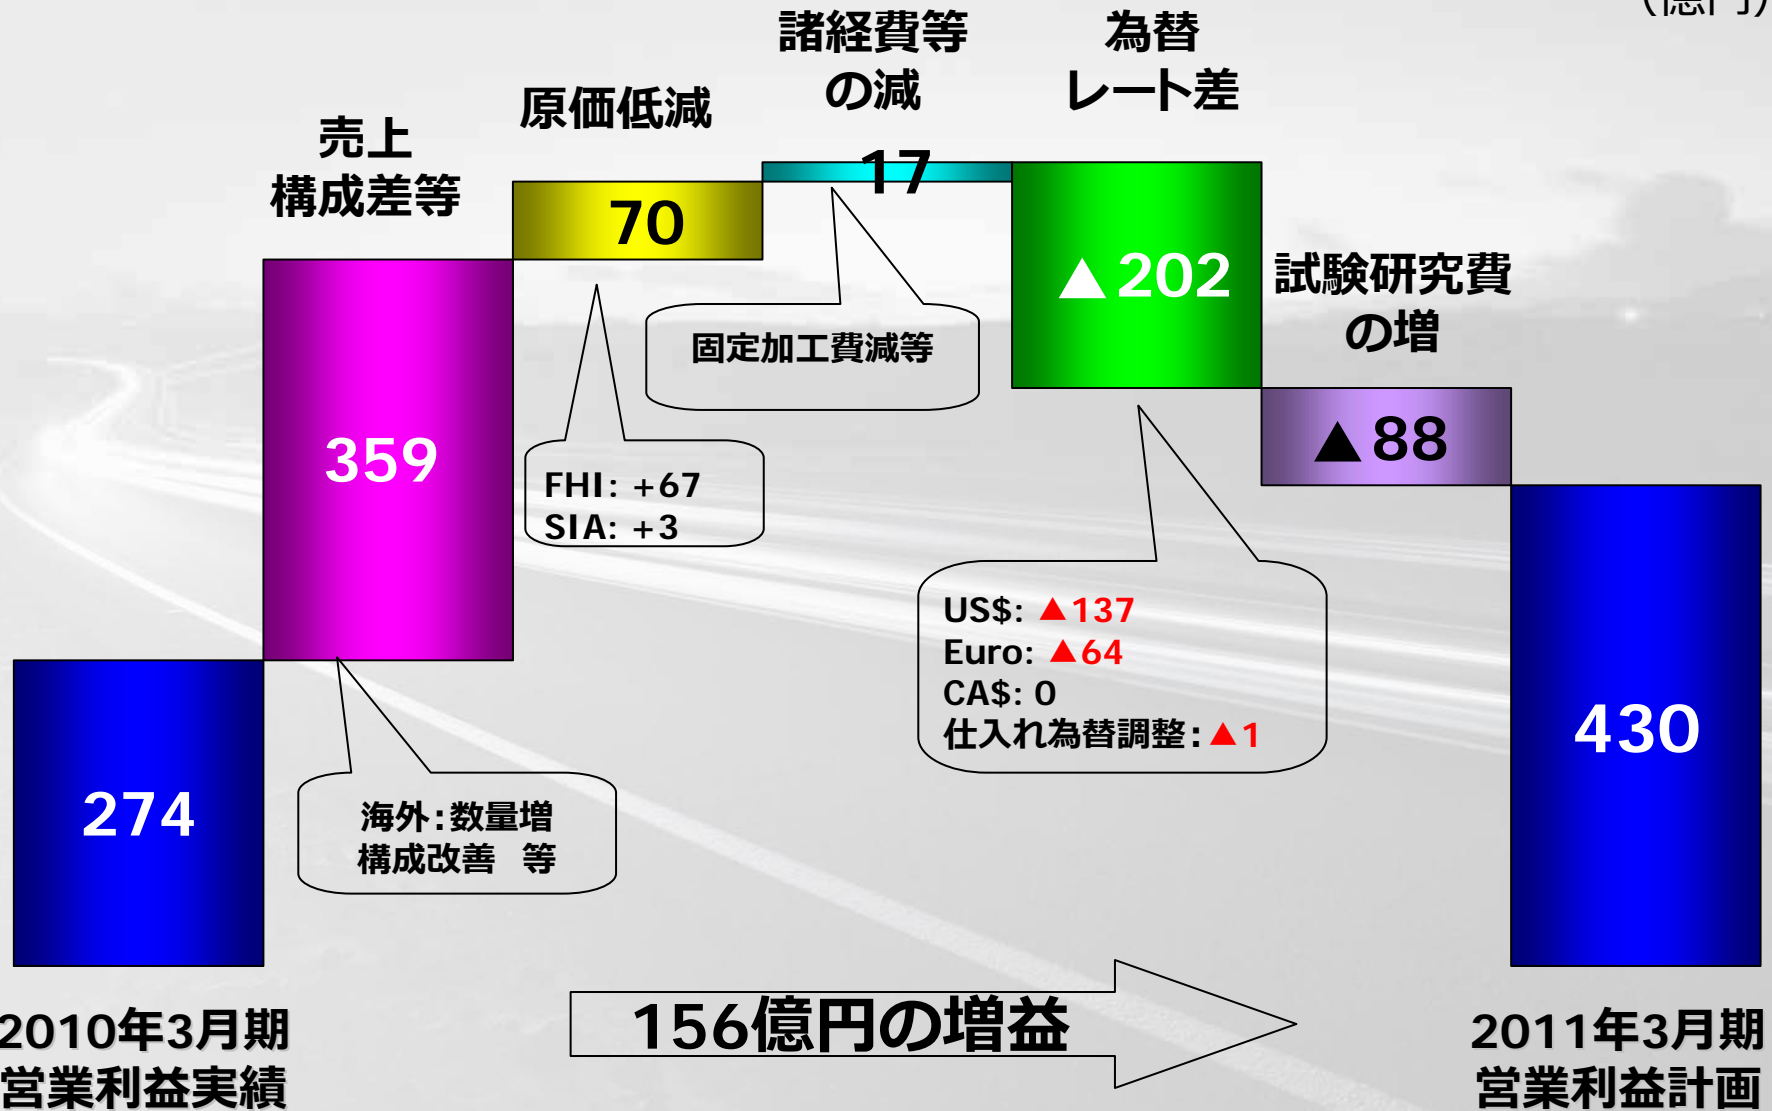 (億円)
諸経費等
の減
為替
レート差
原価低減
売上
構成差等
17
70
▲202
試験研究費
の増
固定加工費減等
359
▲88
FHI: +67
SIA: +3
US$: ▲137
Euro: ▲64
CA$: 0
仕入れ為替調整:▲1
430
274
海外:数量増
構成改善 等
156億円の増益
2010年3月期
営業利益実績
2011年3月期
営業利益計画